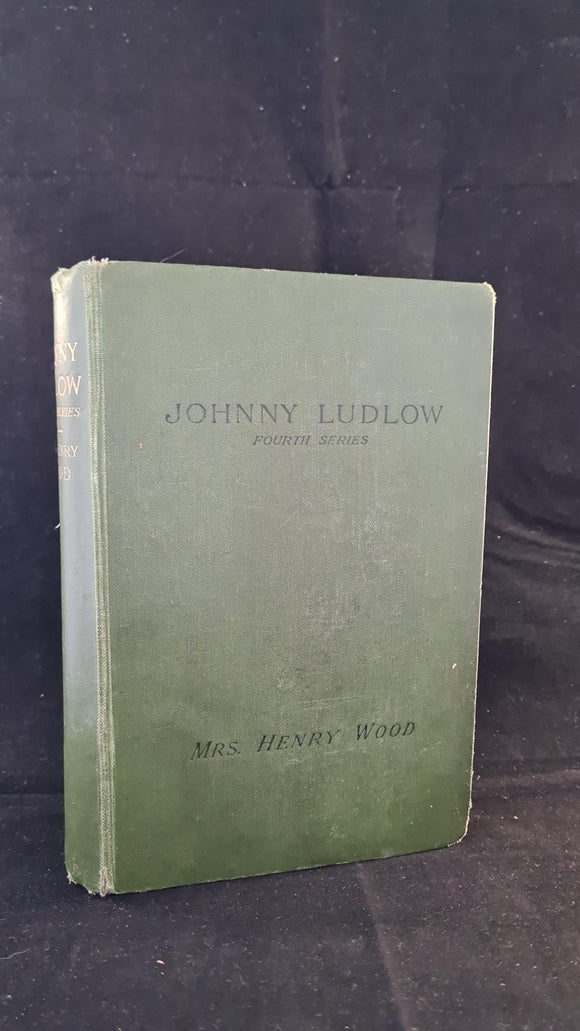 JOHNNY LUDLOW
FOURTH SERIES
MRS. HENRY WOOD